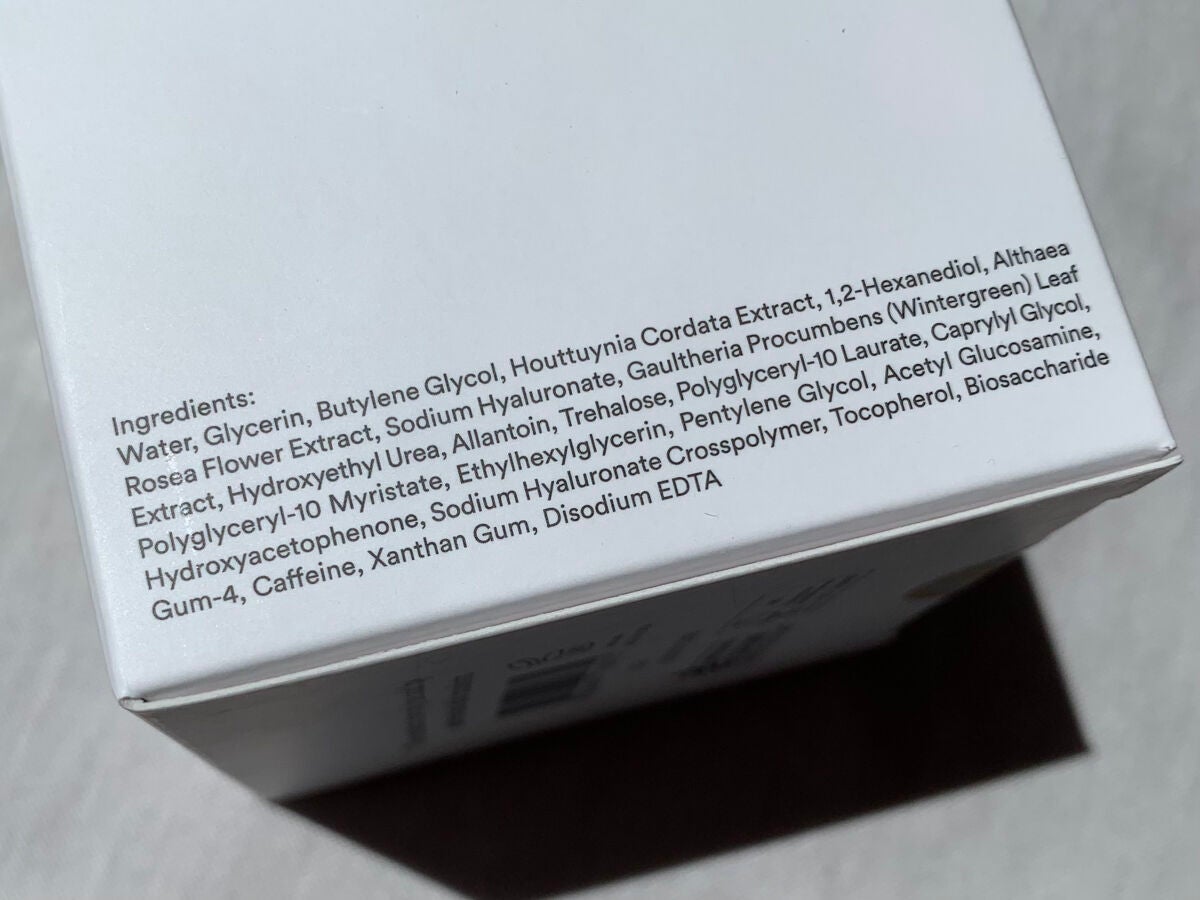 Ingredients:
Water, Glycerin, Butylene Glycol, Houttuynia Cordata Extract, 1,2-Hexanediol, Althaea
Rosea Flower Extract, Sodium Hyaluronate, Gaultheria Procumbens (Wintergreen) Leaf
Extract, Hydroxyethyl Urea, Allantoin, Trehalose, Polyglyceryl-10 Laurate, Caprylyl Glycol,
Polyglyceryl-10 Myristate, Ethylhexylglycerin, Pentylene Glycol, Acetyl Glucosamine,
Hydroxyacetophenone, Sodium Hyaluronate Crosspolymer, Tocopherol, Biosaccharide
Gum-4, Caffeine, Xanthan Gum, Disodium EDTA